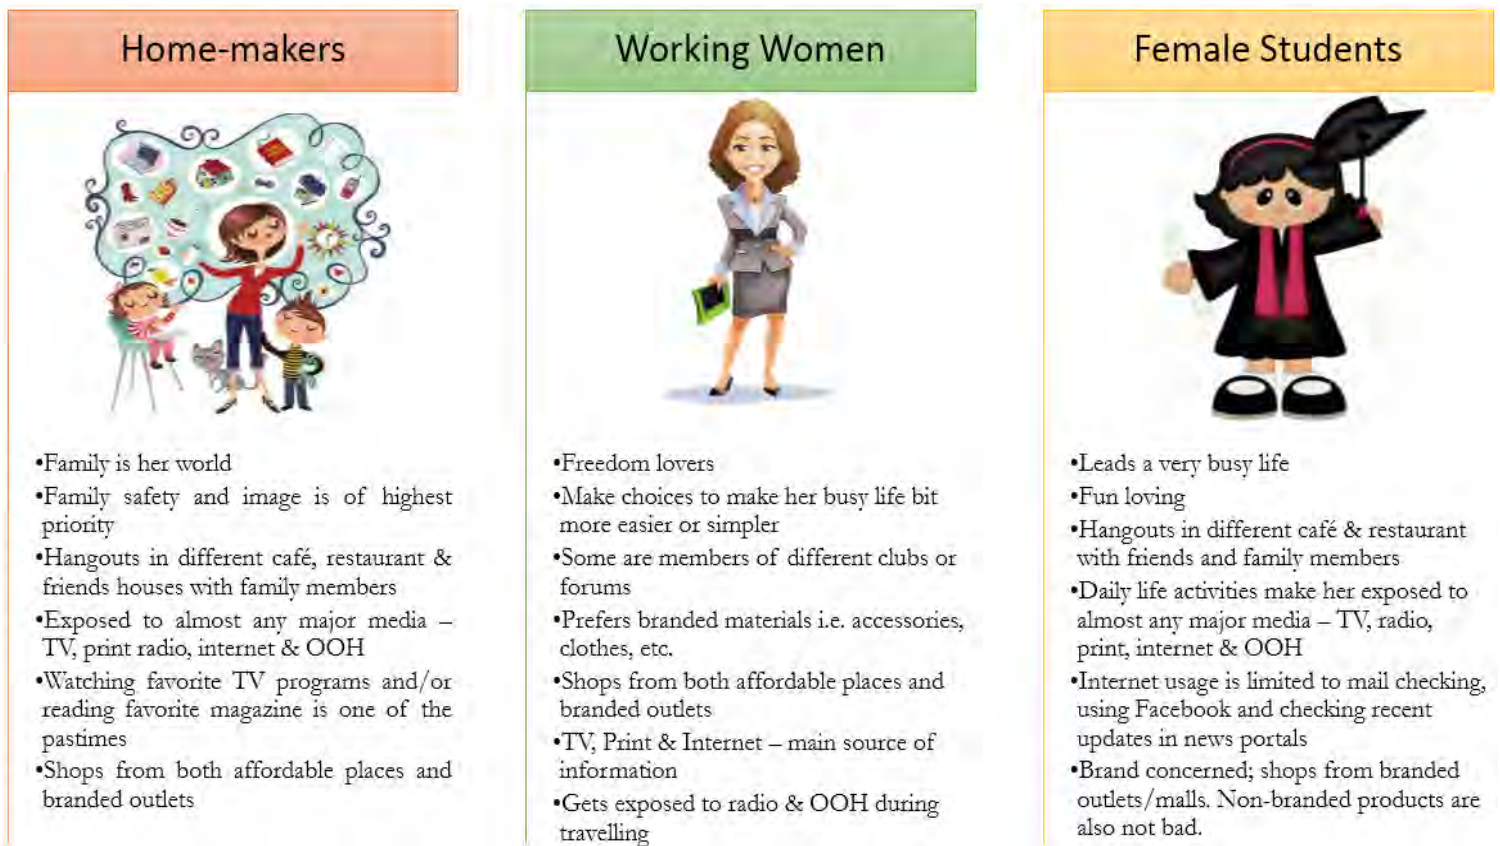 Home-makers
•Family is her world
•Family safety and image is of highest
priority
•Hangouts in different café, restaurant &
friends houses with family members
•Exposed to almost any major media –
TV, print radio, internet & OOH
•Watching favorite TV programs and/or
reading favorite magazine is one of the
pastimes
•Shops from both affordable places and
branded outlets
Working Women
•Freedom lovers
•Make choices to make her busy life bit
more easier or simpler
•Some are members of different clubs or
forums
•Prefers branded materials i.e. accessories,
clothes, etc.
•Shops from both affordable places and
branded outlets
•TV, Print & Internet – main source of
information
•Gets exposed to radio & OOH during
travelling
Female Students
•Leads a very busy life
•Fun loving
•Hangouts in different café & restaurant
with friends and family members
•Daily life activities make her exposed to
almost any major media – TV, radio,
print, internet & OOH
•Internet usage is limited to mail checking,
using Facebook and checking recent
updates in news portals
•Brand concerned; shops from branded
outlets/malls. Non-branded products are
also not bad.